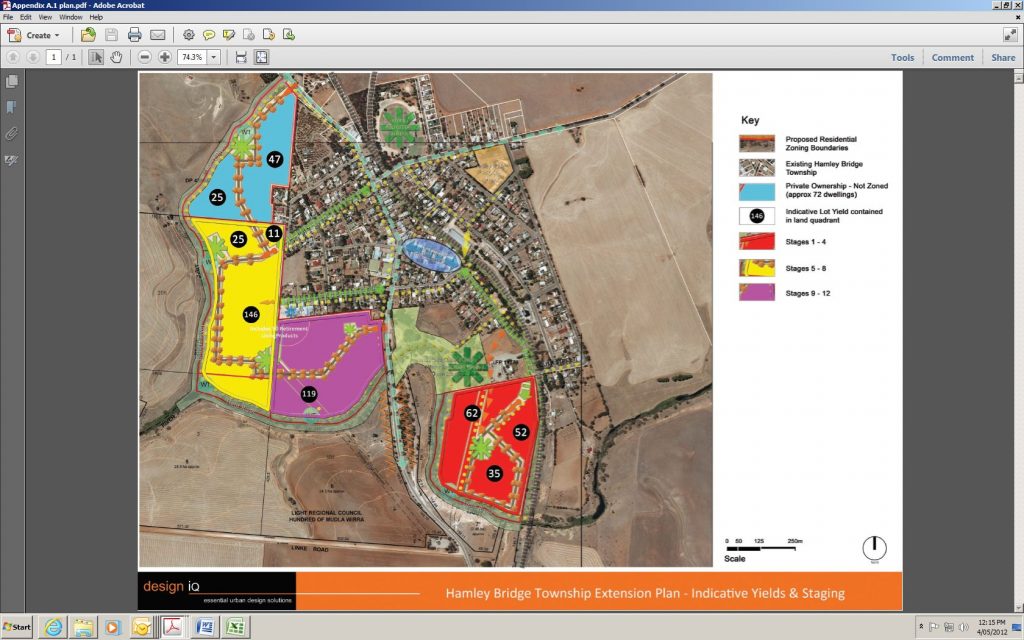 Appendix A.1 plan.pdf - Adobe Acrobat
File Edit View Window Help
Create
1 / 1
74.3%
Tools Comment Share
47
25
25
11
146
Includes 30 Retirement
Living Products
119
62
52
35
WT
WT
DP
LIGHT REGIONAL COUNCIL
HUNDRED OF MUDLA WIRRA
LINKE ROAD
Key
Proposed Residential
Zoning Boundaries
Existing Hamley Bridge
Township
Private Ownership - Not Zoned
(approx 72 dwellings)
146
Indicative Lot Yield contained
in land quadrant
Stages 1 - 4
Stages 5 - 8
Stages 9 - 12
0 50 125 250m
Scale
design iQ
essential urban design solutions
Hamley Bridge Township Extension Plan - Indicative Yields & Staging
Start
12:15 PM
4/05/2012